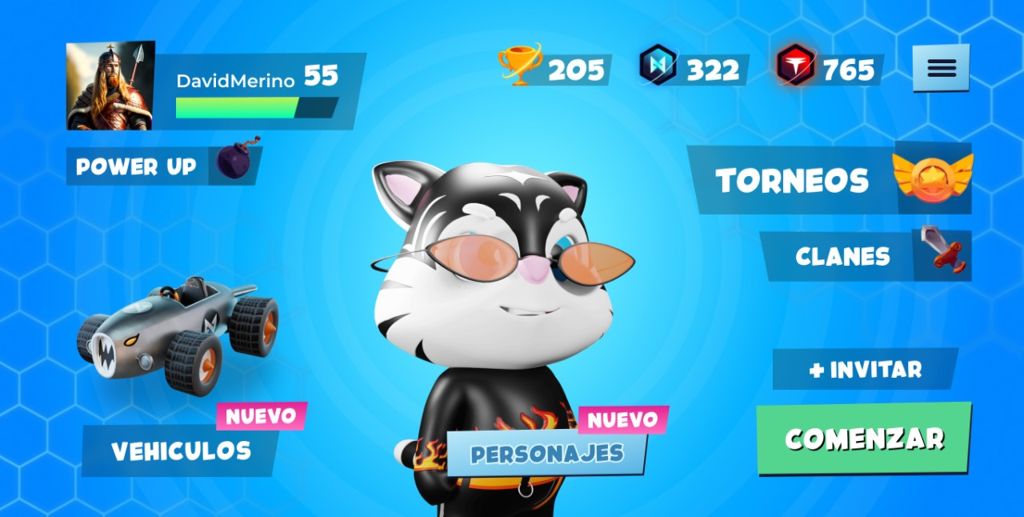 DavidMerino 55
205
322
765
POWER UP
TORNEOS
CLANES
+ INVITAR
NUEVO
VEHICULOS
NUEVO
PERSONAJES
COMENZAR